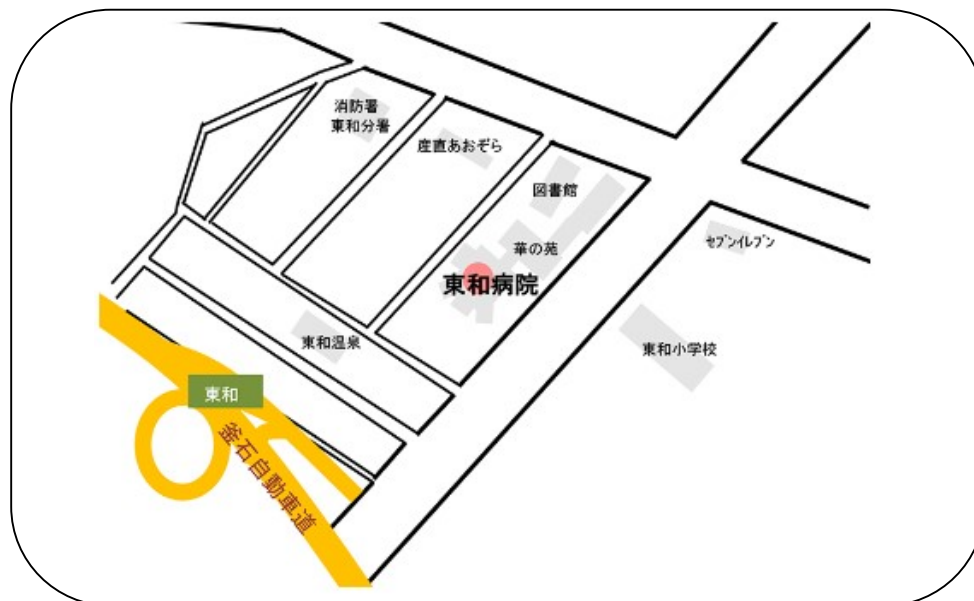 消防署
東和分署
産直あおぞら
図書館
セブンイレブン
華の苑
東和病院
東和温泉
東和小学校
東和
釜石自動車道